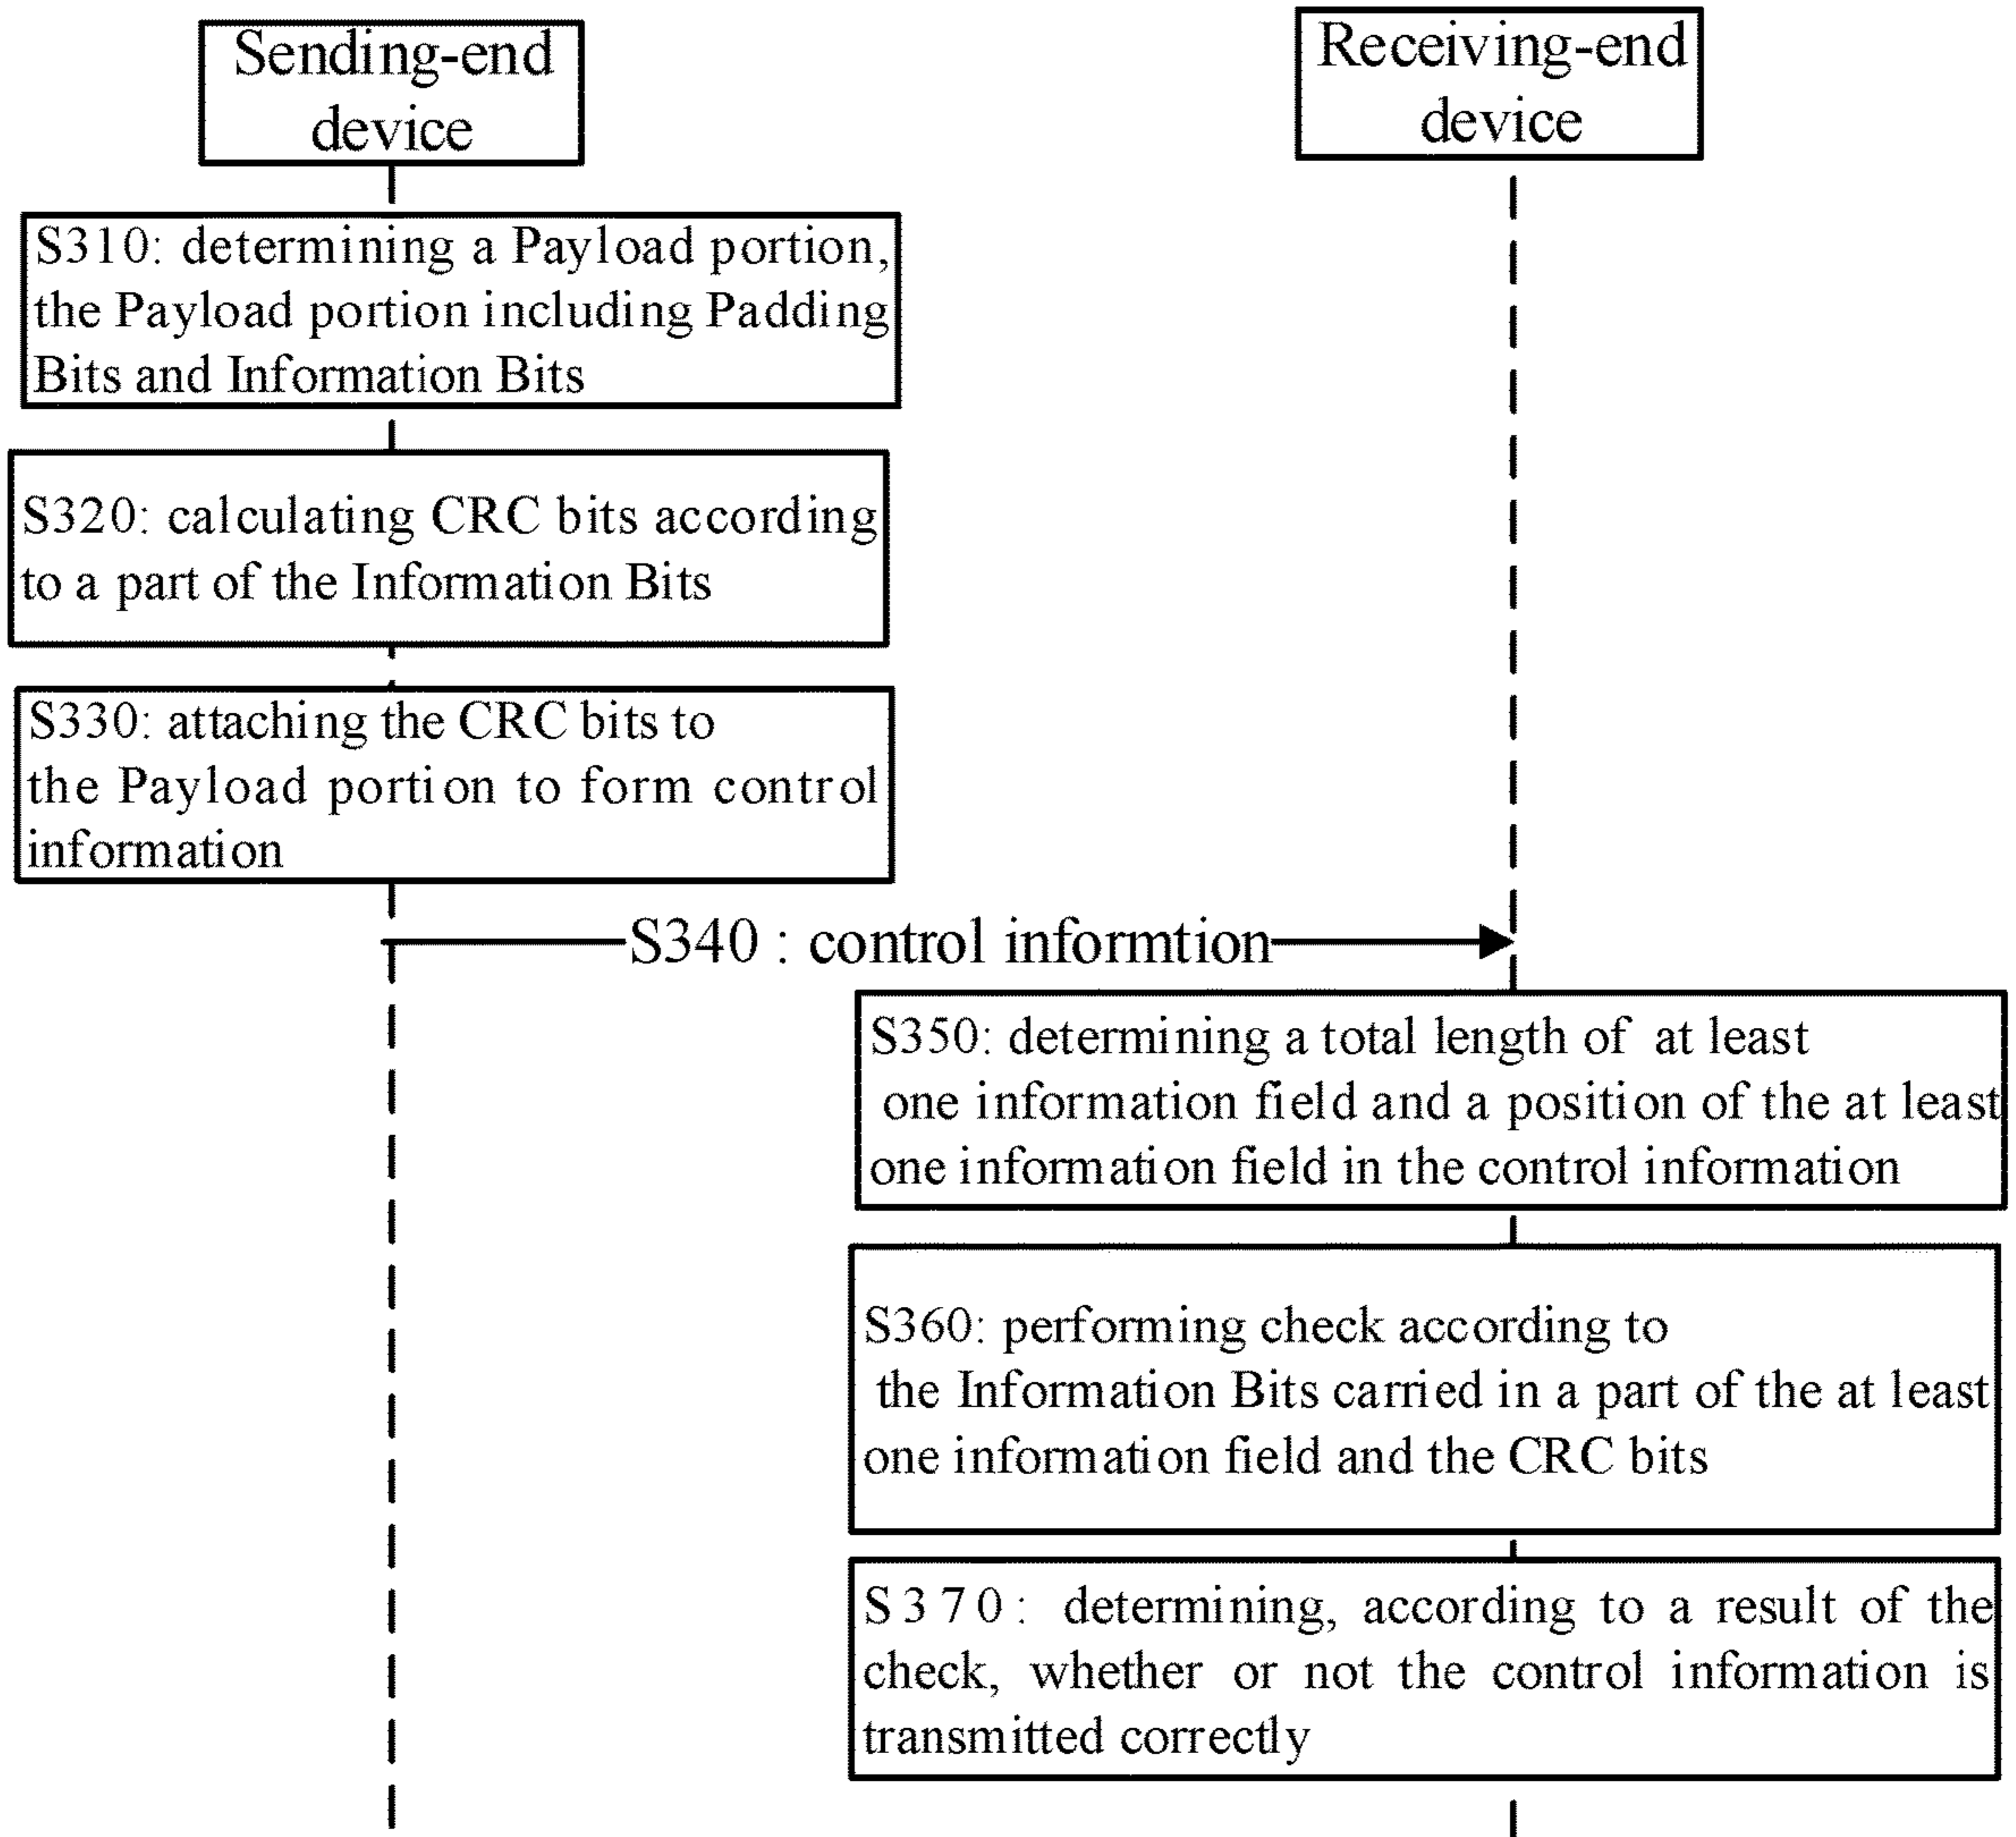 Sending-end
device
Receiving-end
device
S310: determining a Payload portion,
the Payload portion including Padding
Bits and Information Bits
S320: calculating CRC bits according
to a part of the Information Bits
S330: attaching the CRC bits to
the Payload portion to form control
information
S340 : control informtion
S350: determining a total length of at least
one information field and a position of the at least
one information field in the control information
S360: performing check according to
the Information Bits carried in a part of the at least
one information field and the CRC bits
S370: determining, according to a result of the
check, whether or not the control information is
transmitted correctly